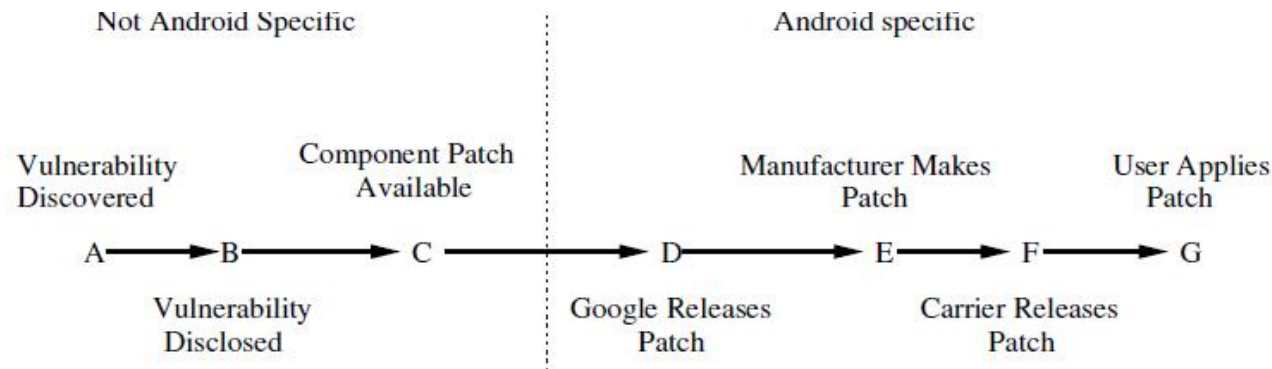 Not Android Specific
Android specific
Vulnerability
Discovered
Component Patch
Available
Manufacturer Makes
Patch
User Applies
Patch
A
B
C
D
E
F
G
Vulnerability
Disclosed
Google Releases
Patch
Carrier Releases
Patch